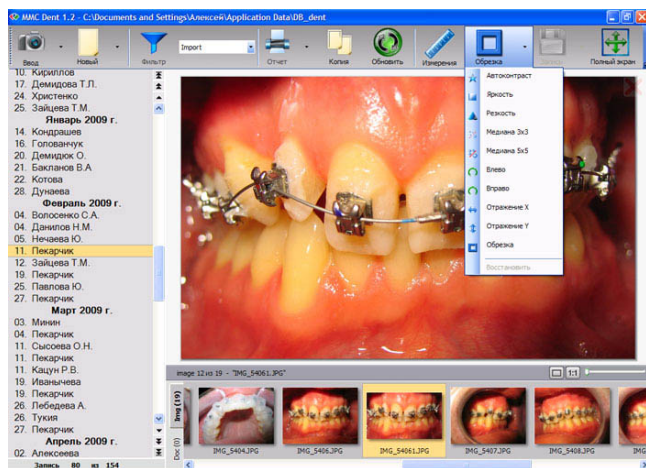 MMC Dent 1.2 - C:\Documents and Settings\Алексей\Application Data\DB_dent
Ввод
Новый
Фильтр
Import
Отчет
Копия
Обновить
Измерения
Обрезка
Полный экран
10. Кириллов
17. Демидова Т.Л.
24. Христенко
25. Зайцева Т.М.
Январь 2009 г.
14. Кондрашев
16. Голованчук
20. Демидюк О.
21. Бакланов В.А
22. Котова
28. Дунаева
Февраль 2009 г.
04. Волосенко С.А.
04. Данилов Н.М.
05. Нечаева Ю.
11. Пекарчик
12. Зайцева Т.М.
19. Пекарчик
25. Павлова Ю.
27. Пекарчик
Март 2009 г.
03. Минин
04. Пекарчик
11. Сысоева О.Н.
11. Пекарчик
11. Кацун Р.В.
19. Иванычева
19. Пекарчик
26. Лебедева А.
26. Тукия
27. Пекарчик
Апрель 2009 г.
02. Алексеева
Запись 80 из 154
Автоконтраст
Яркость
Резкость
Медиана 3x3
Медиана 5x5
Влево
Вправо
Отражение X
Отражение Y
Обрезка
Восстановить
image 12 из 19 - "IMG_54061.JPG"
1:1
Img (19)
Doc (0)
IMG_5404.JPG
IMG_5406.JPG
IMG_54061.JPG
IMG_5407.JPG
IMG_5408.JPG